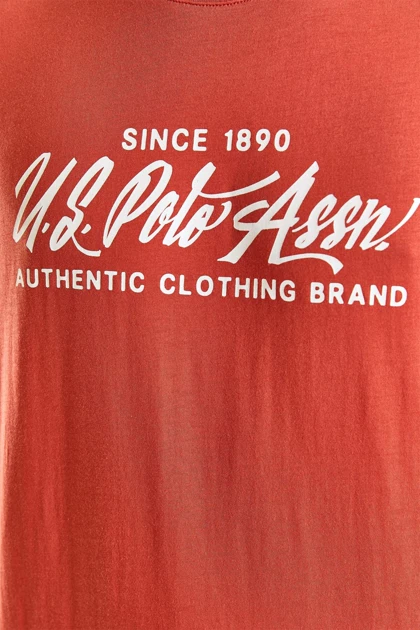 SINCE 1890
U.S. Polo Assn.
AUTHENTIC CLOTHING BRAND